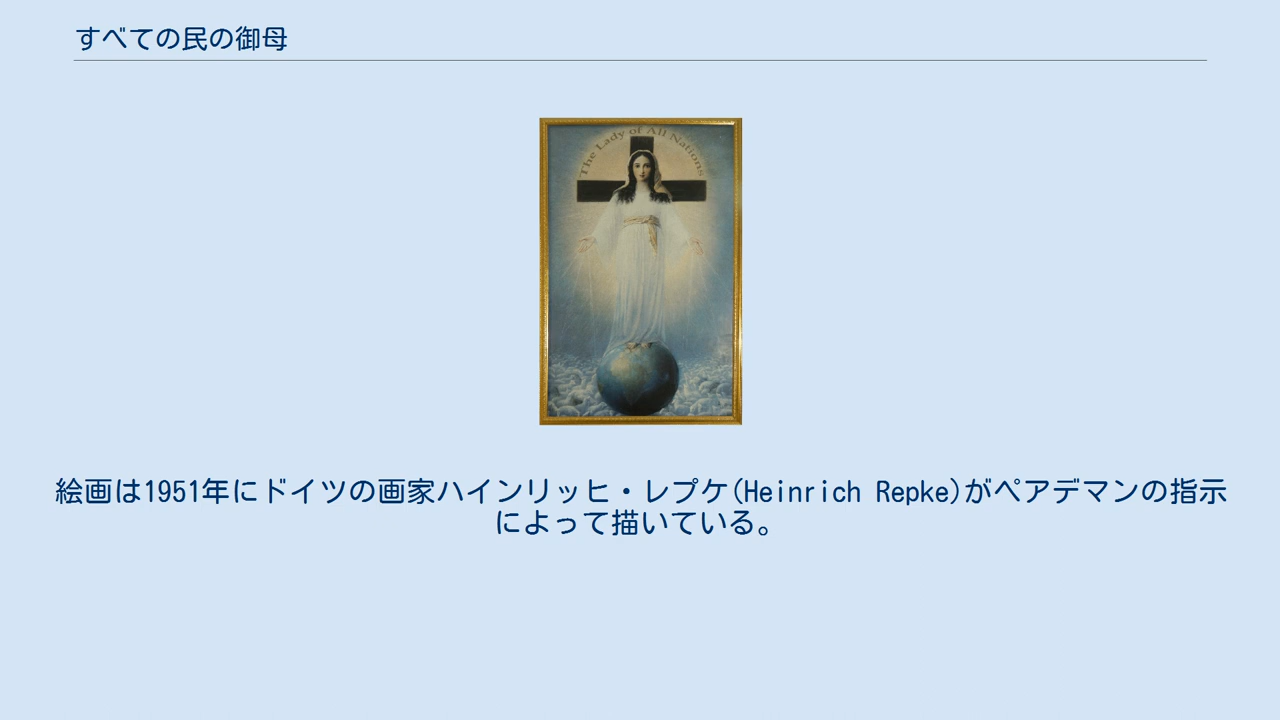 すべての民の御母
The Lady of All Nations
絵画は1951年にドイツの画家ハインリッヒ・レプケ(Heinrich Repke)がペアデマンの指示
によって描いている。